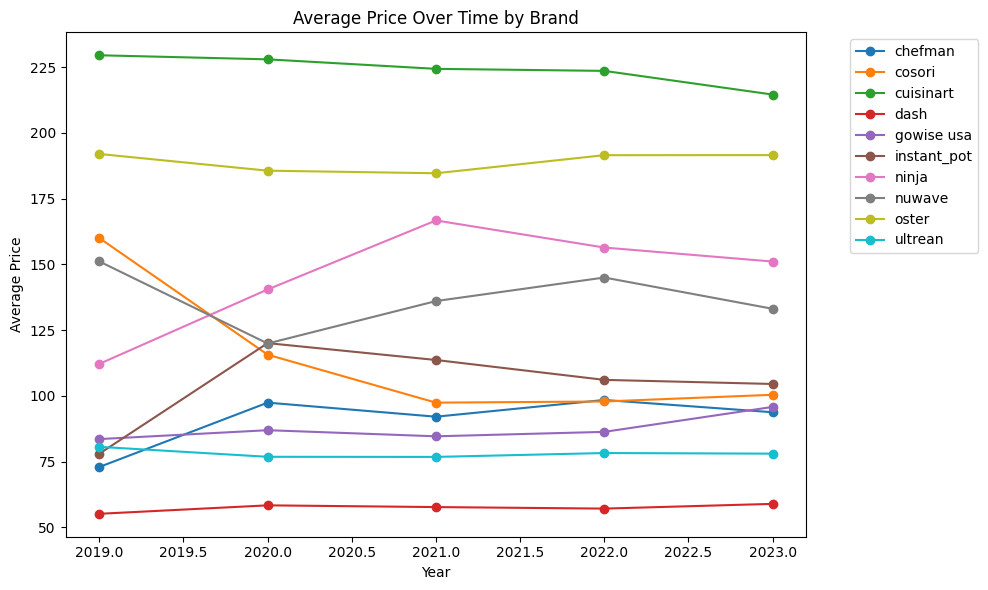 Average Price Over Time by Brand
225
200
175
150
125
100
75
50
Average Price
2019.0 2019.5 2020.0 2020.5 2021.0 2021.5 2022.0 2022.5 2023.0
Year
chefman
cosori
cuisinart
dash
gowise usa
instant_pot
ninja
nuwave
oster
ultrean